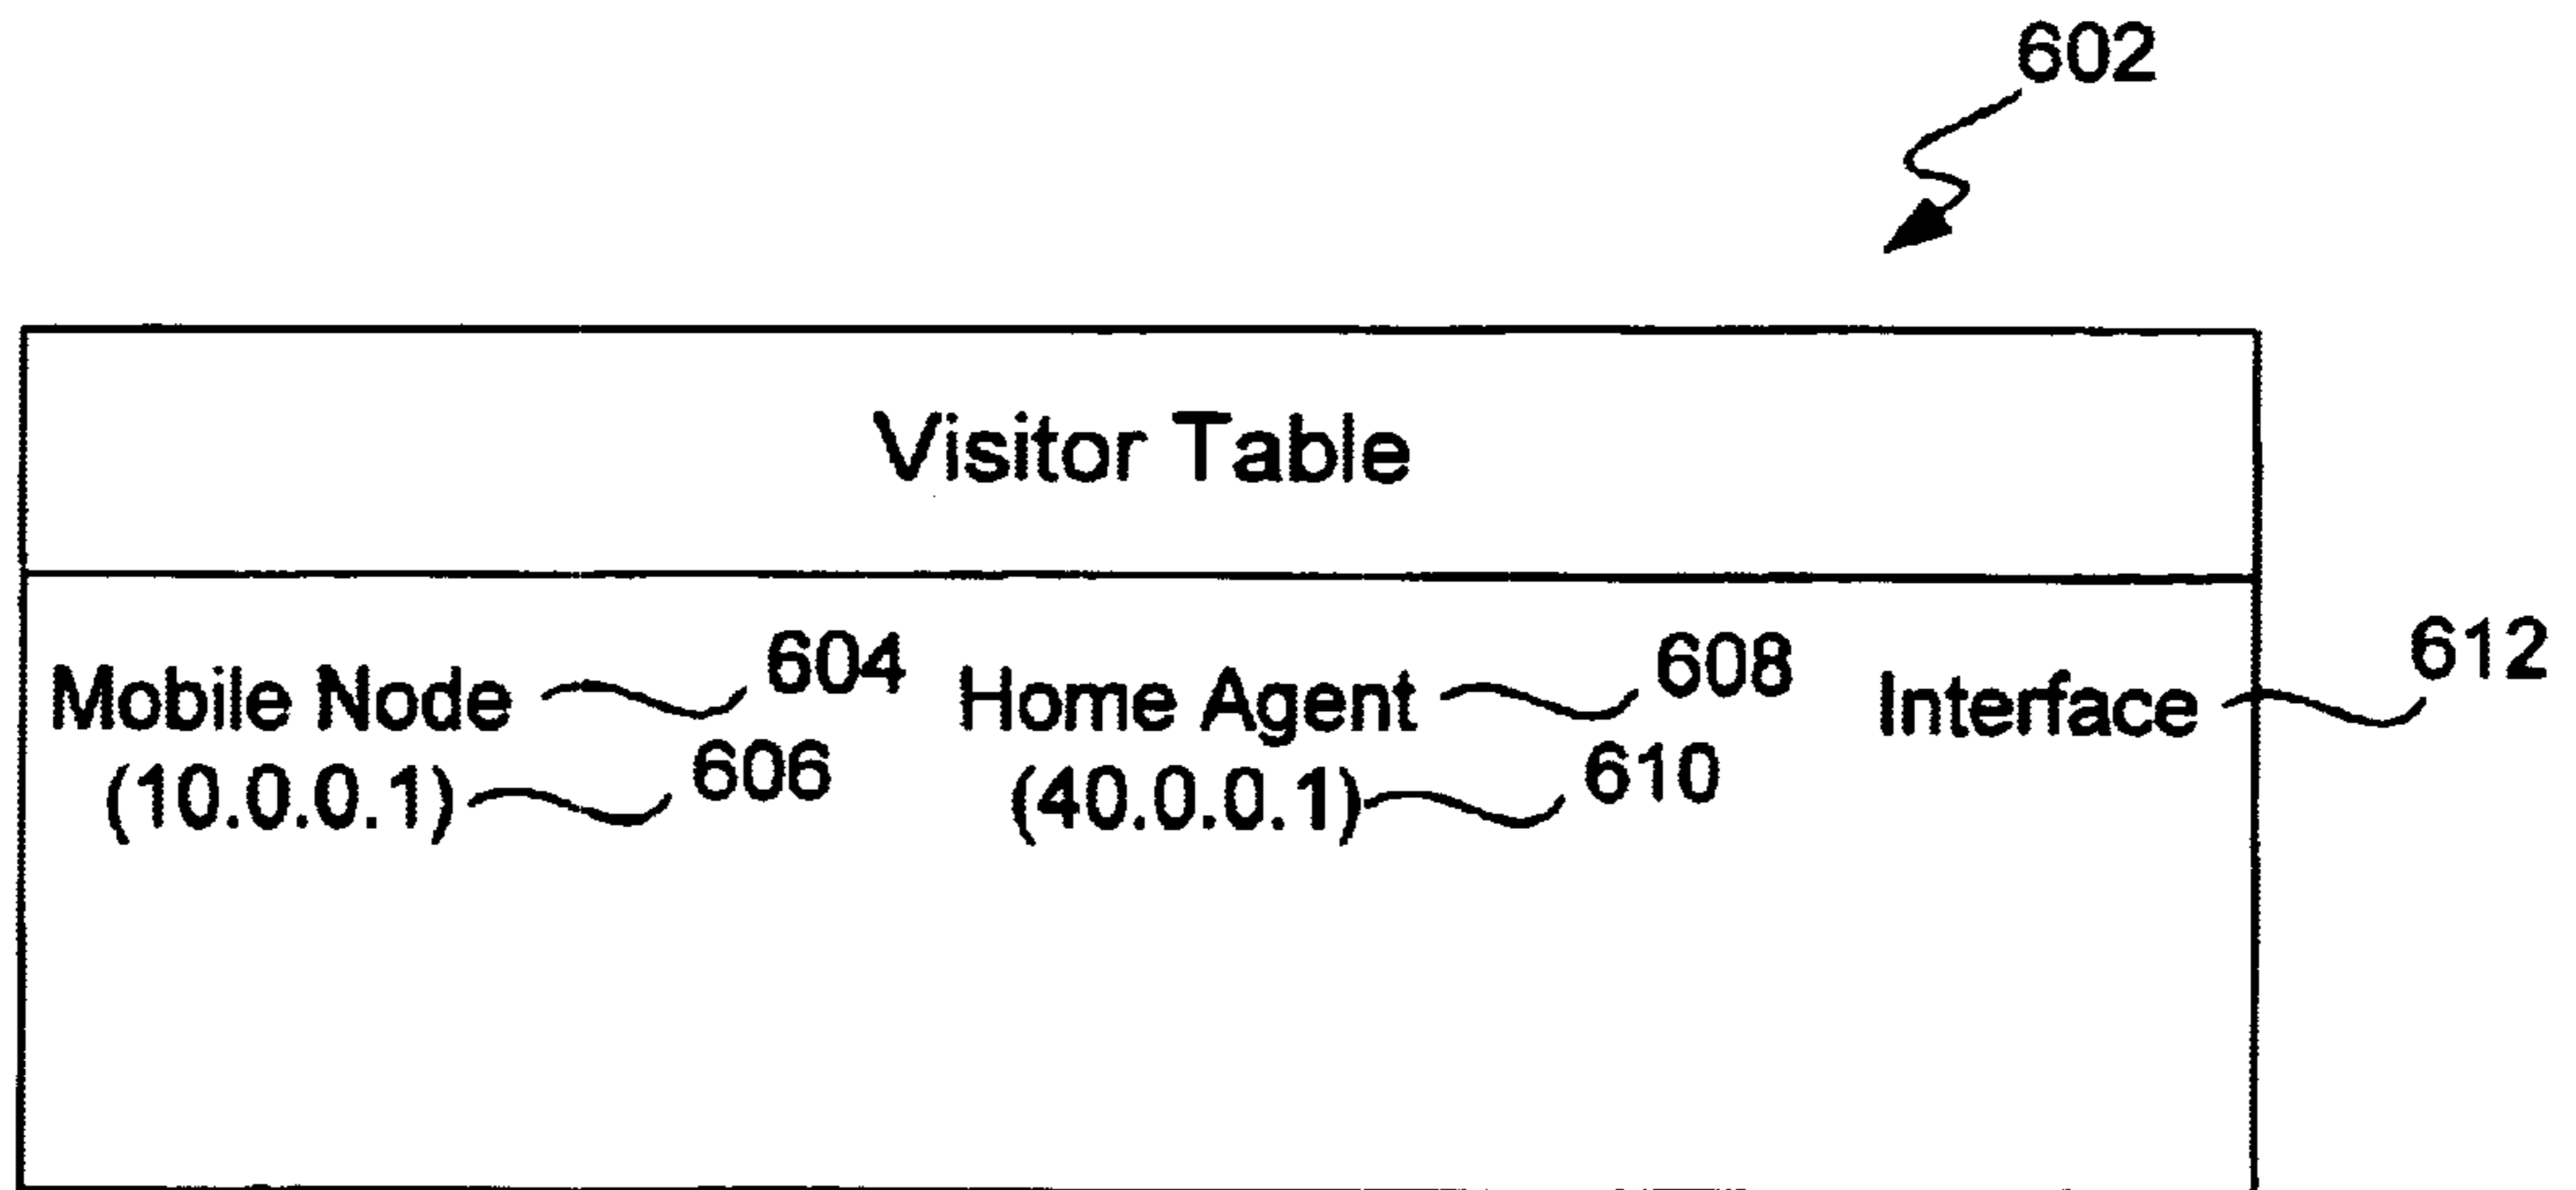 602
Visitor Table
Mobile Node 604 Home Agent 608 Interface 612
(10.0.0.1) 606 (40.0.0.1) 610